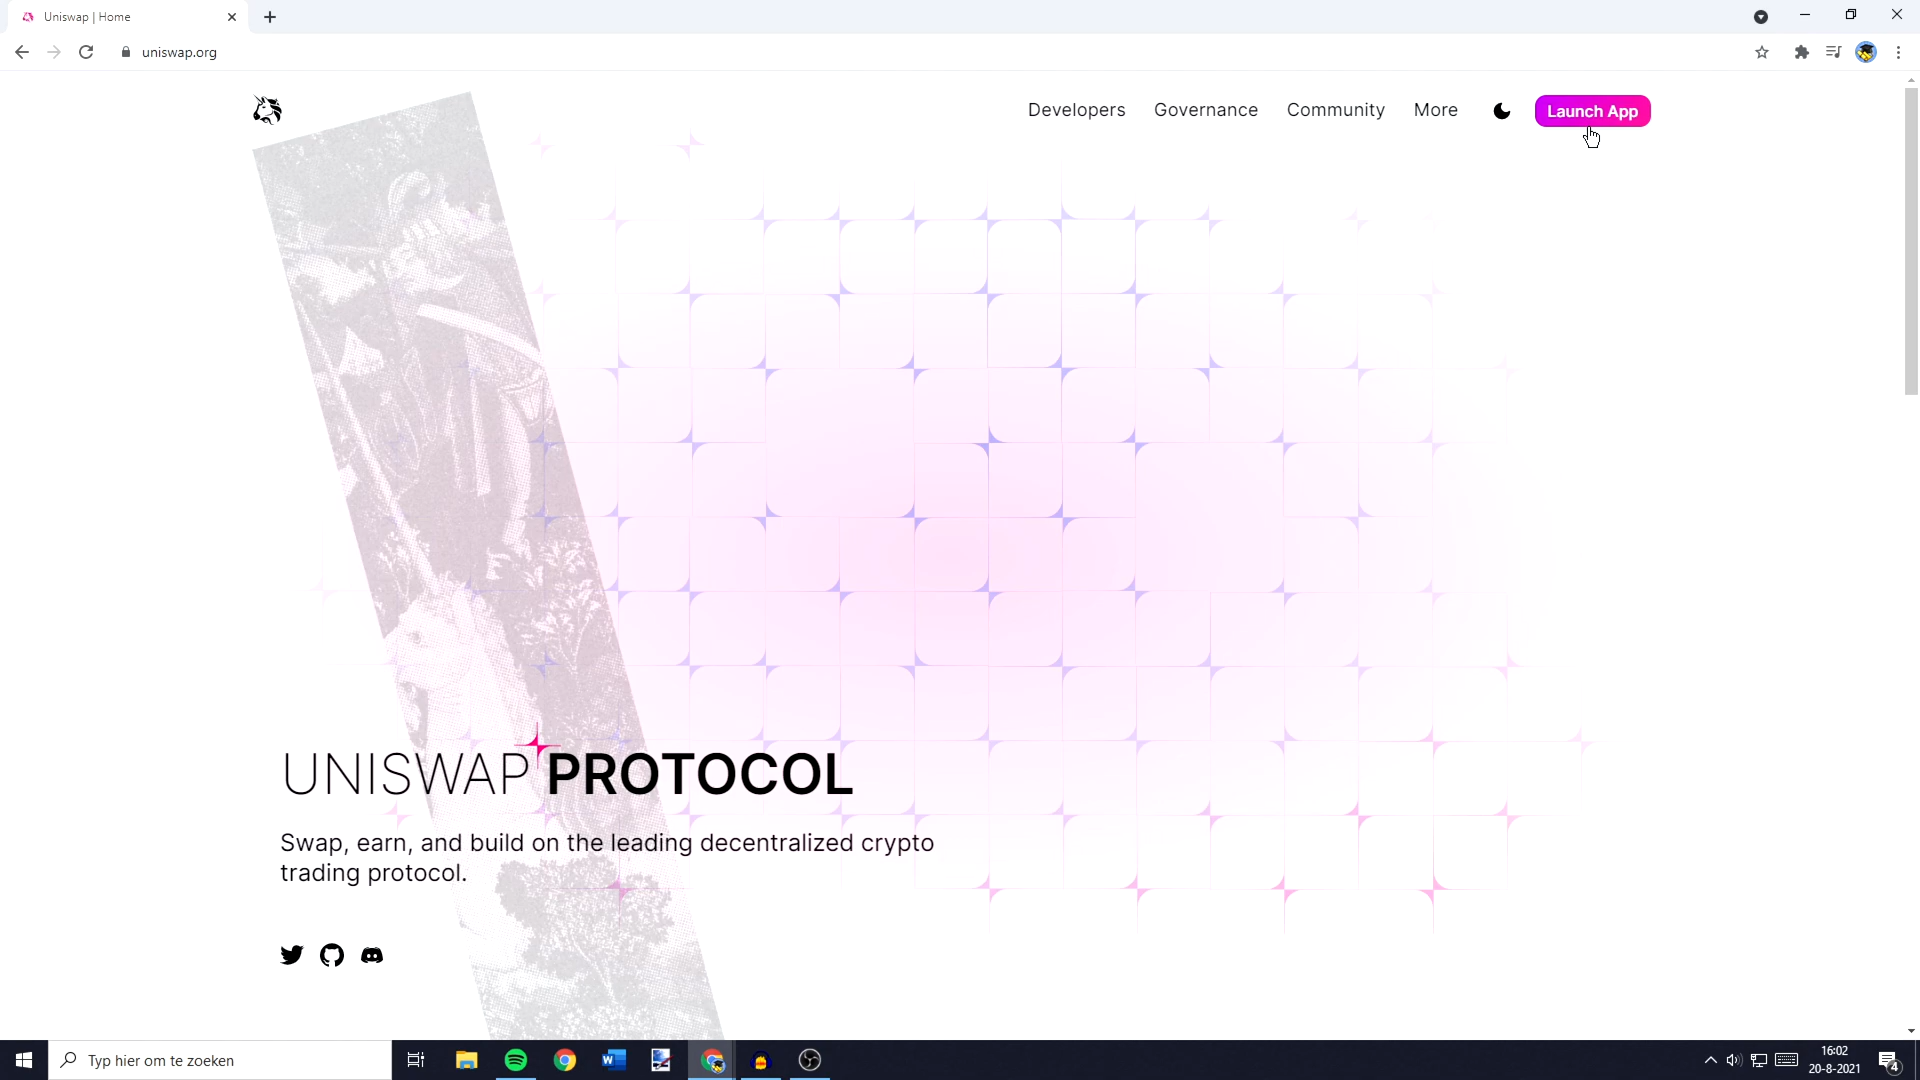 Uniswap | Home
uniswap.org
Developers Governance Community More Launch App
UNISWAP PROTOCOL
Swap, earn, and build on the leading decentralized crypto
trading protocol.
Typ hier om te zoeken
16:02
20-8-2021
4